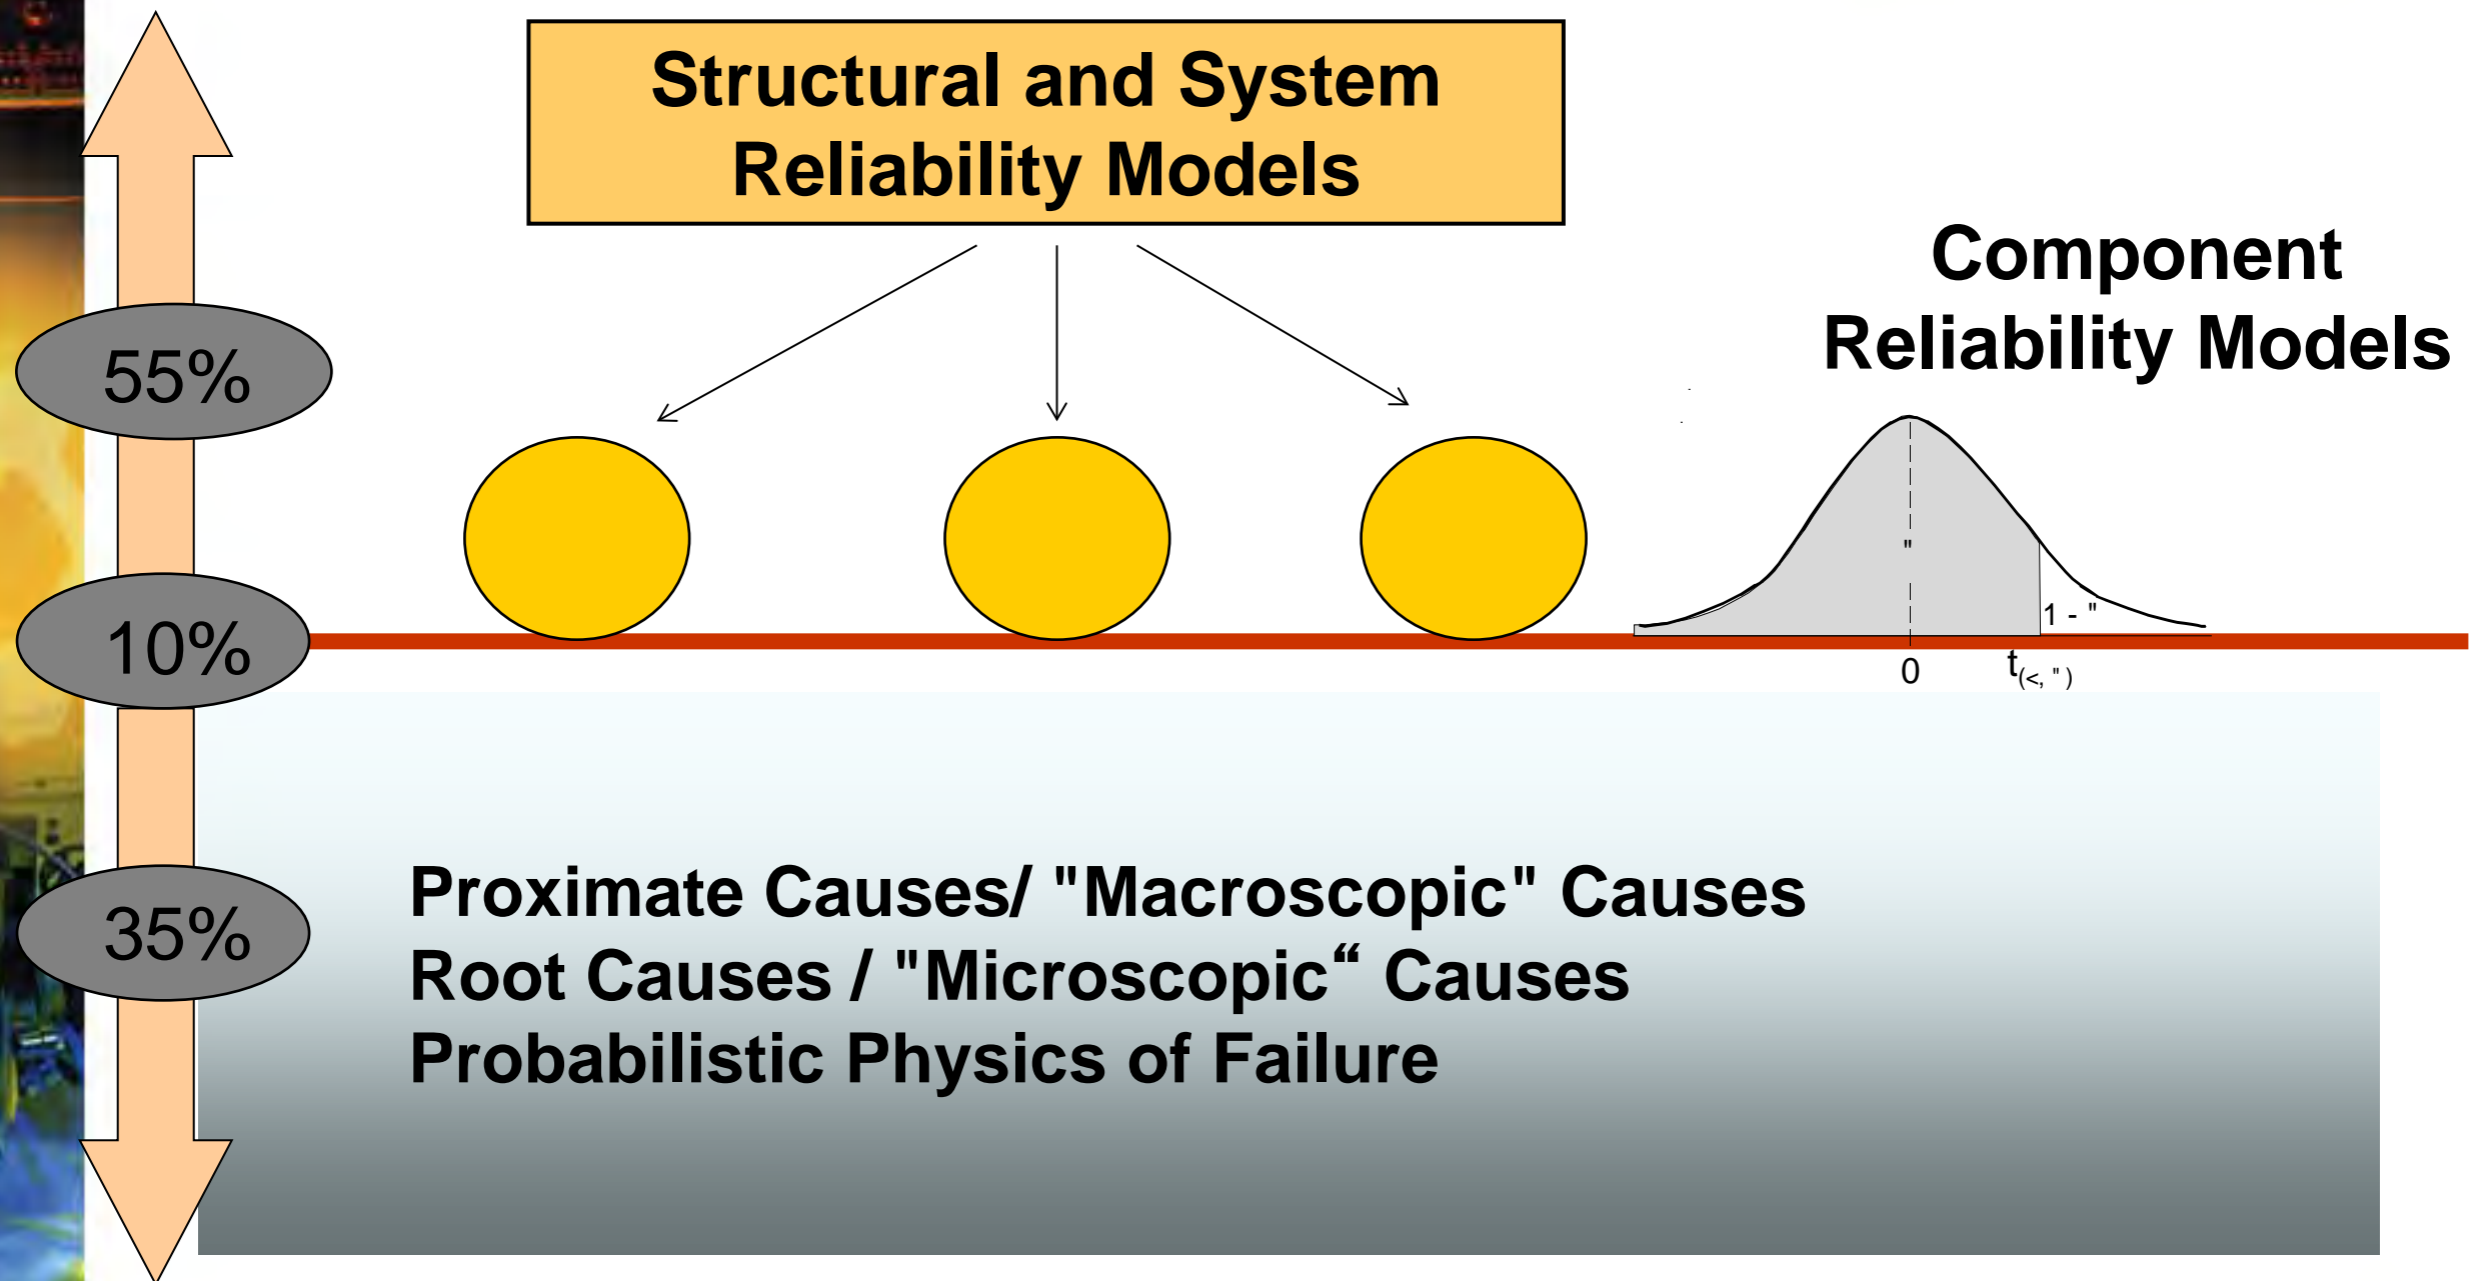 Structural and System
Reliability Models
Component
Reliability Models
55%
10%
"
1 - "
0
t(<, " )
35%
Proximate Causes/ "Macroscopic" Causes
Root Causes / "Microscopic“ Causes
Probabilistic Physics of Failure